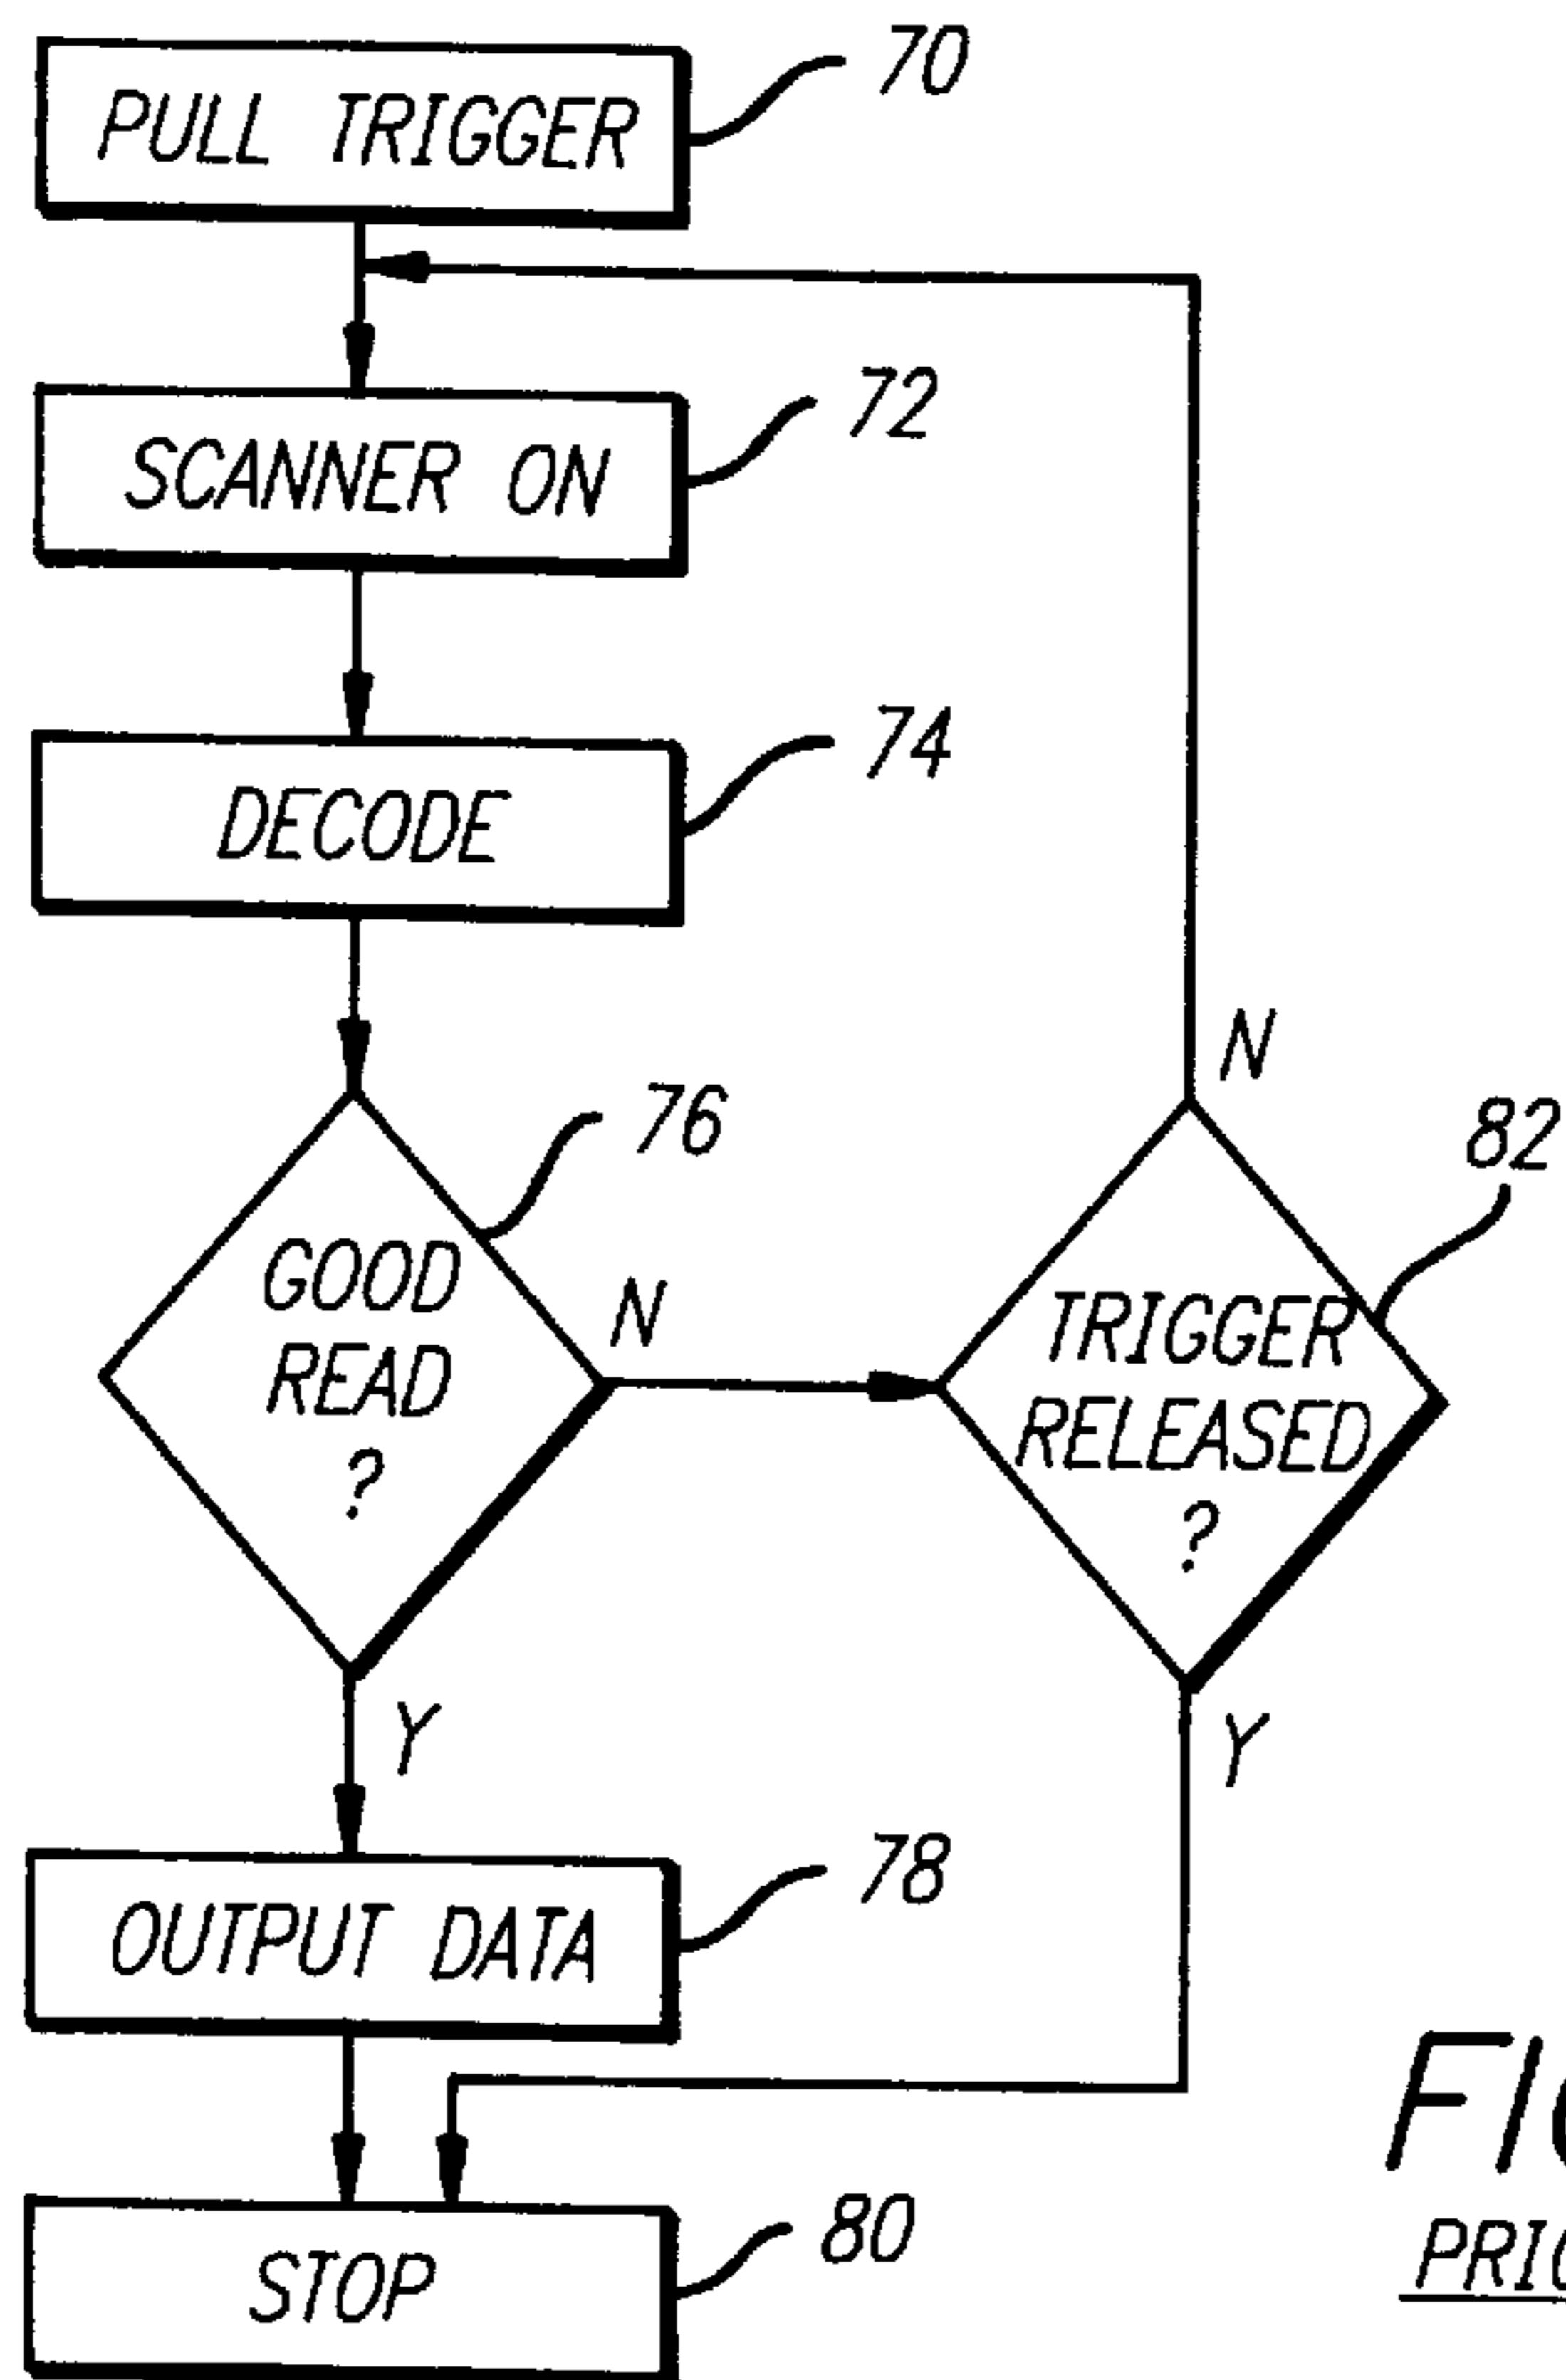 PULL TRIGGER
70
SCANNER ON
72
DECODE
74
GOOD
READ
?
76
N
Y
TRIGGER
RELEASED
?
82
N
Y
OUTPUT DATA
78
STOP
80